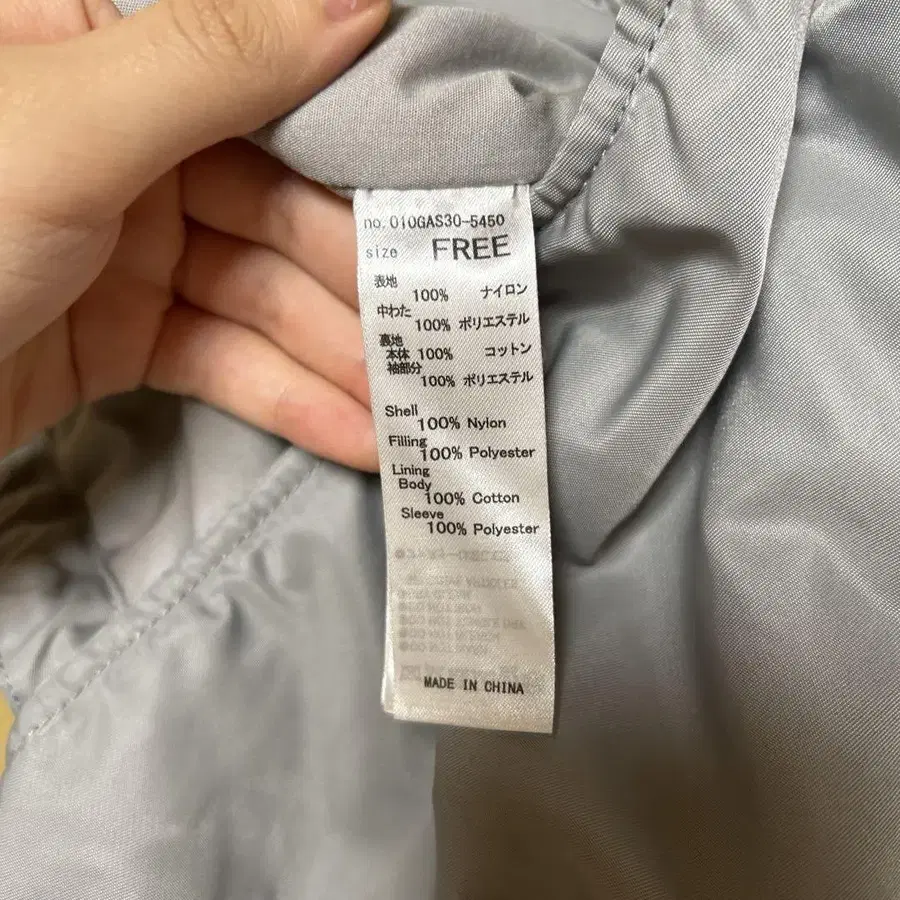 no. 010GAS30-5450
size FREE
表地
100% ナイロン
中わた
100% ポリエステル
裏地
本体 100% コットン
袖部分
100% ポリエステル
Shell
100% Nylon
Filling
100% Polyester
Lining
Body
100% Cotton
Sleeve
100% Polyester
MADE IN CHINA